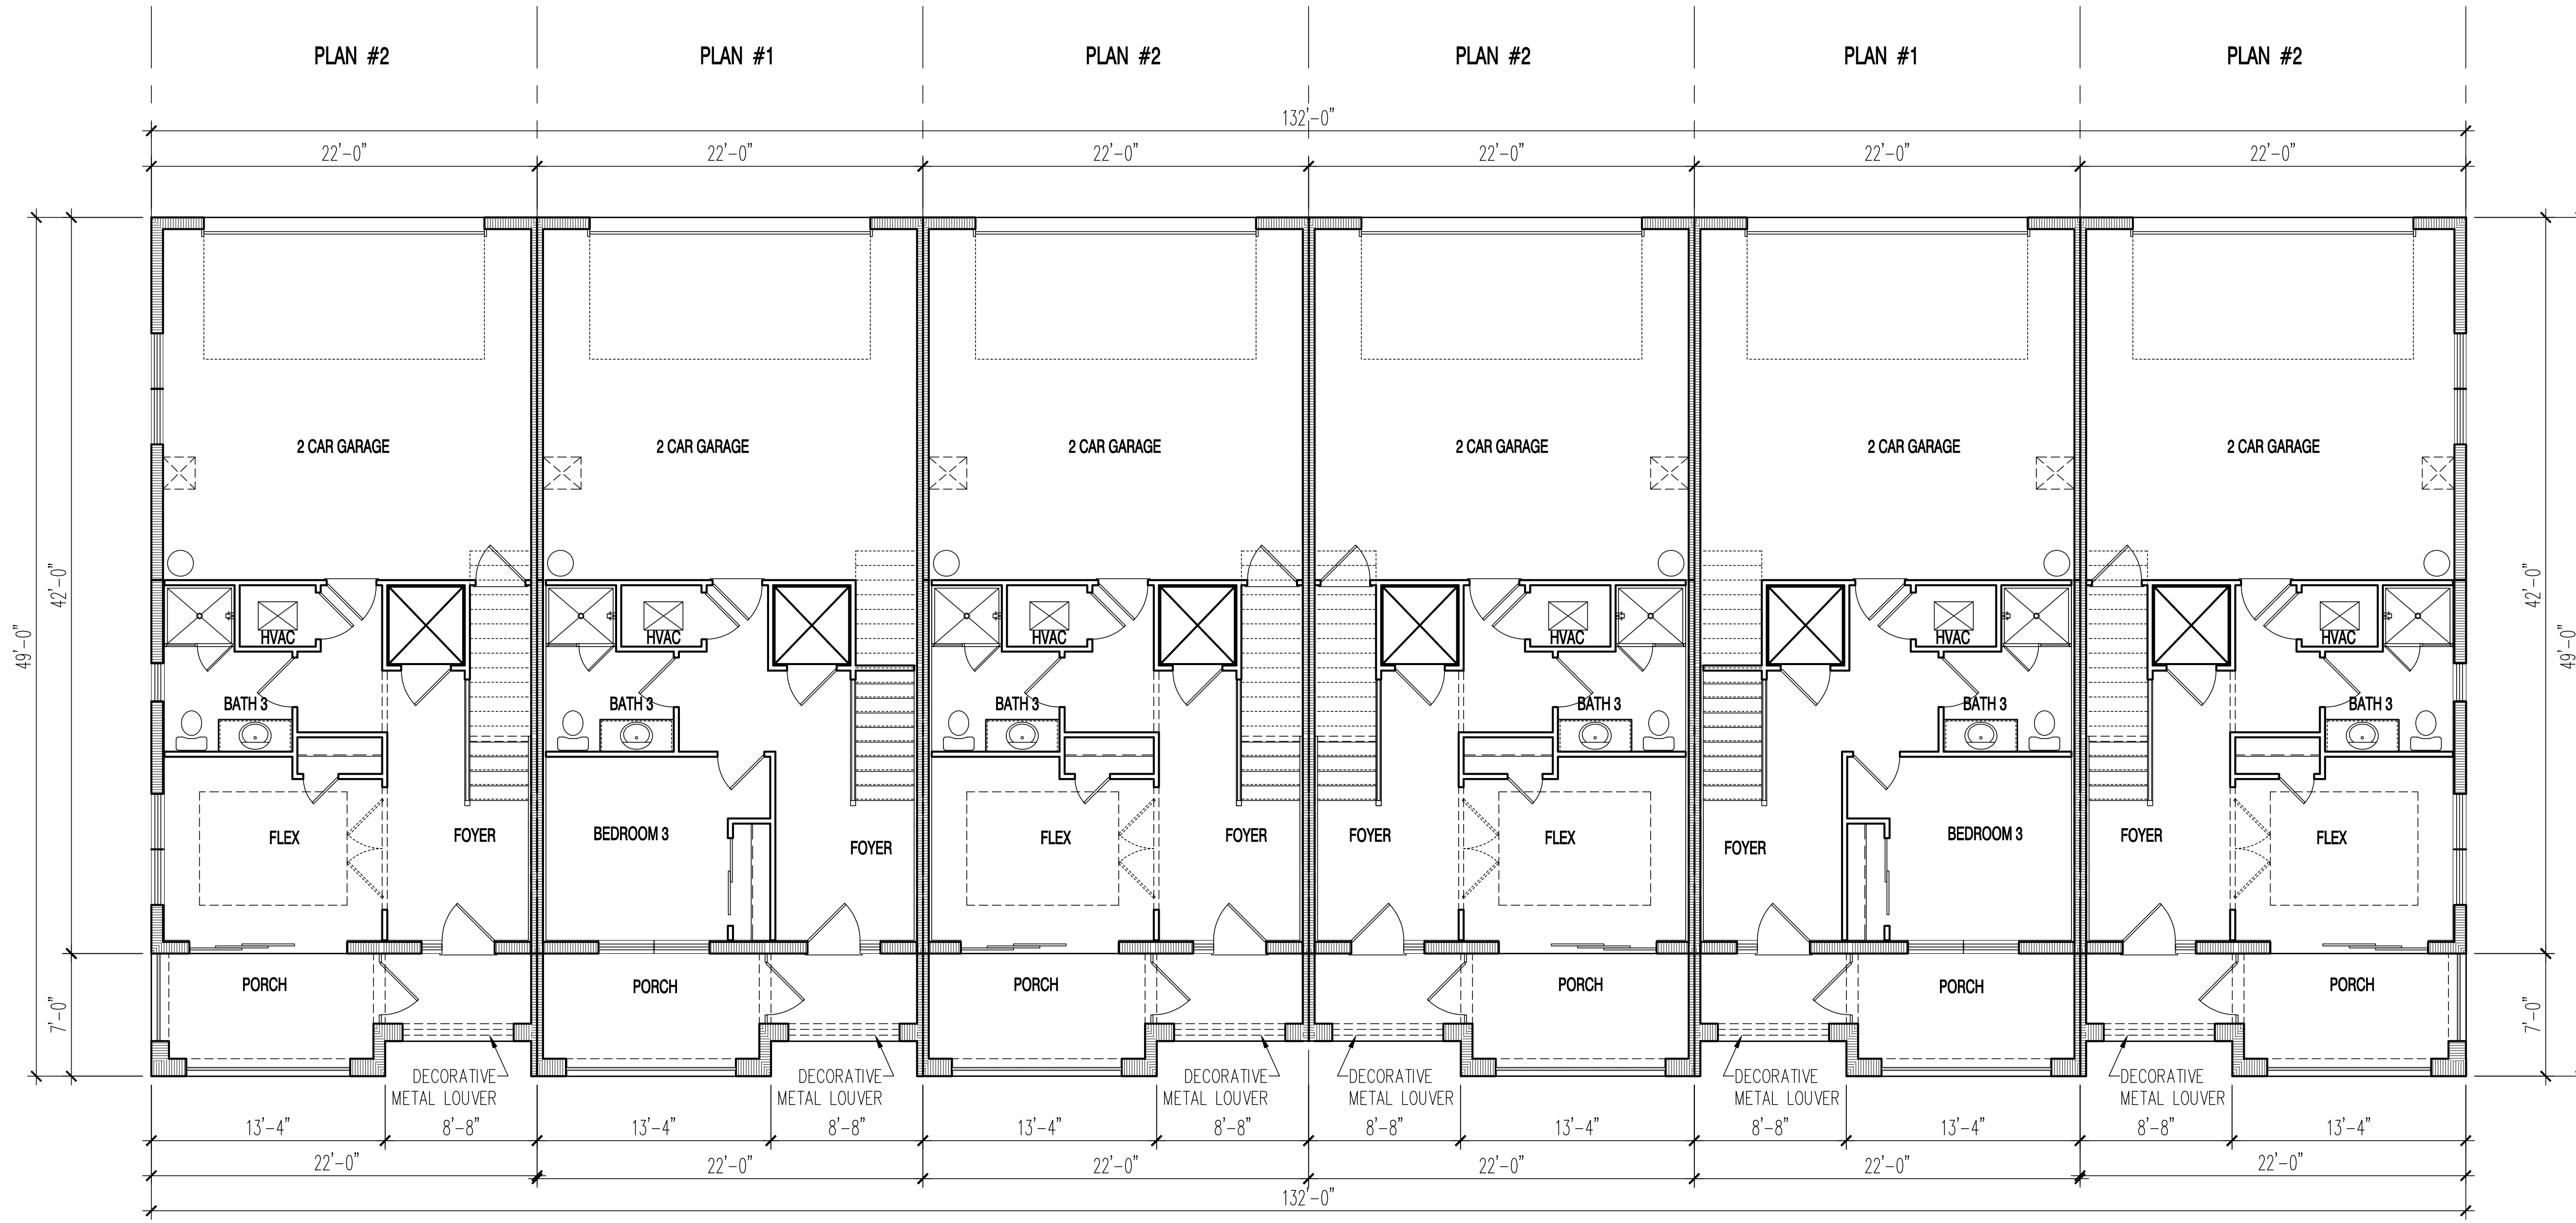 PLAN #2
PLAN #1
PLAN #2
PLAN #2
PLAN #1
PLAN #2
132'-0"
22'-0"
22'-0"
22'-0"
22'-0"
22'-0"
22'-0"
2 CAR GARAGE
2 CAR GARAGE
2 CAR GARAGE
2 CAR GARAGE
2 CAR GARAGE
2 CAR GARAGE
49'-0"
42'-0"
42'-0"
49'-0"
HVAC
HVAC
HVAC
HVAC
HVAC
HVAC
BATH 3
BATH 3
BATH 3
BATH 3
BATH 3
BATH 3
FLEX
FOYER
BEDROOM 3
FOYER
FLEX
FOYER
FOYER
FLEX
FOYER
BEDROOM 3
FOYER
FLEX
PORCH
PORCH
PORCH
PORCH
PORCH
PORCH
7'-0"
7'-0"
DECORATIVE
METAL LOUVER
DECORATIVE
METAL LOUVER
DECORATIVE
METAL LOUVER
DECORATIVE
METAL LOUVER
DECORATIVE
METAL LOUVER
DECORATIVE
METAL LOUVER
13'-4"
8'-8"
13'-4"
8'-8"
13'-4"
8'-8"
8'-8"
13'-4"
8'-8"
13'-4"
8'-8"
13'-4"
22'-0"
22'-0"
22'-0"
22'-0"
22'-0"
22'-0"
132'-0"